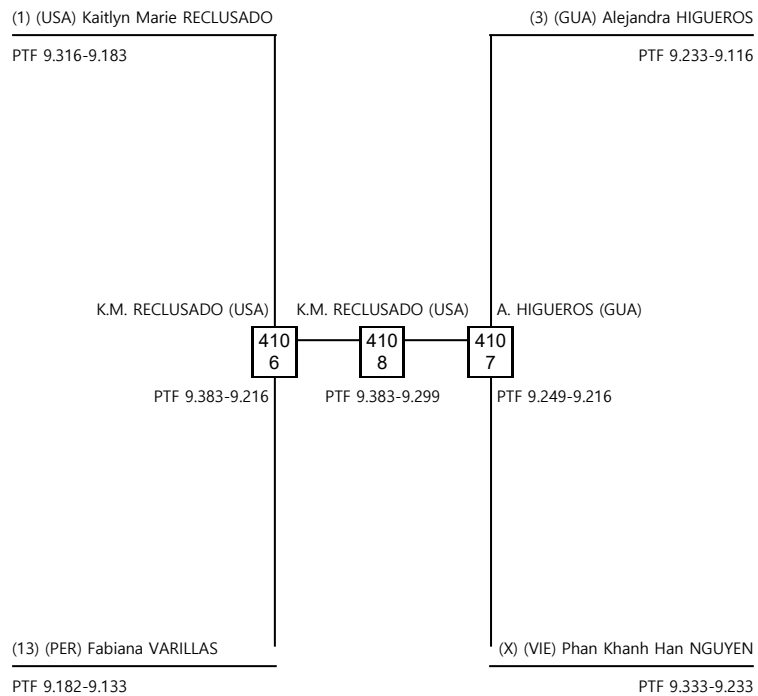 (1) (USA) Kaitlyn Marie RECLUSADO
(3) (GUA) Alejandra HIGUEROS
PTF 9.316-9.183
PTF 9.233-9.116
K.M. RECLUSADO (USA)
K.M. RECLUSADO (USA)
A. HIGUEROS (GUA)
410
6
410
8
410
7
PTF 9.383-9.216
PTF 9.383-9.299
PTF 9.249-9.216
(13) (PER) Fabiana VARILLAS
(X) (VIE) Phan Khanh Han NGUYEN
PTF 9.182-9.133
PTF 9.333-9.233